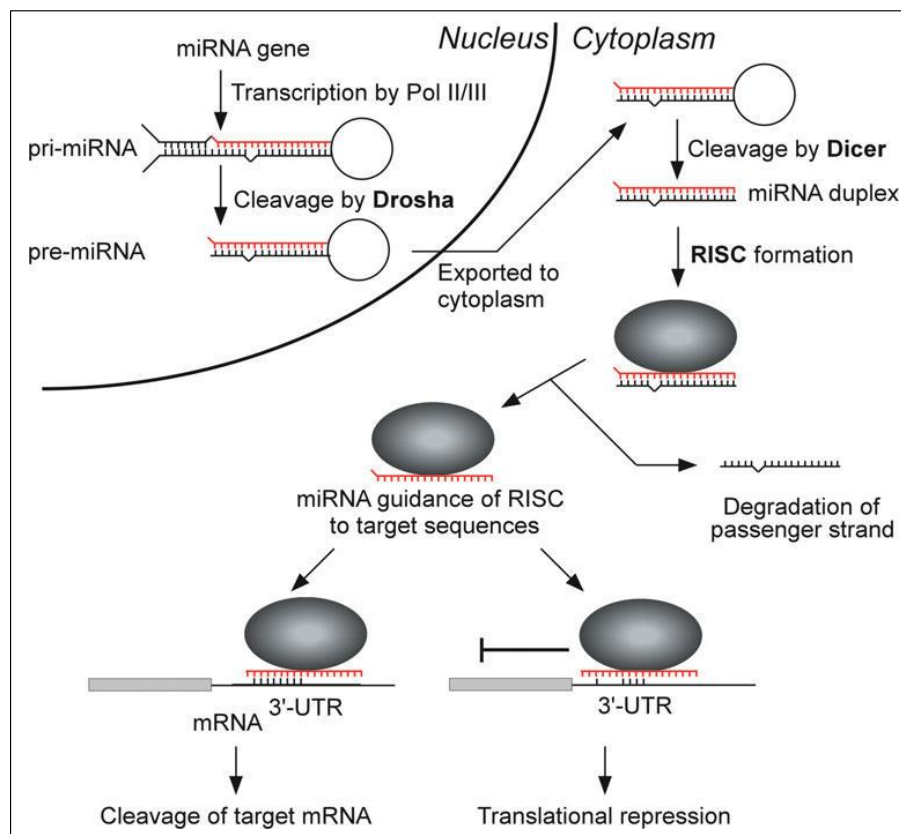 miRNA gene
Nucleus
Cytoplasm
Transcription by Pol II/III
pri-miRNA
Cleavage by Drosha
pre-miRNA
Exported to
cytoplasm
Cleavage by Dicer
miRNA duplex
RISC formation
miRNA guidance of RISC
to target sequences
Degradation of
passenger strand
3'-UTR
mRNA
Cleavage of target mRNA
3'-UTR
Translational repression